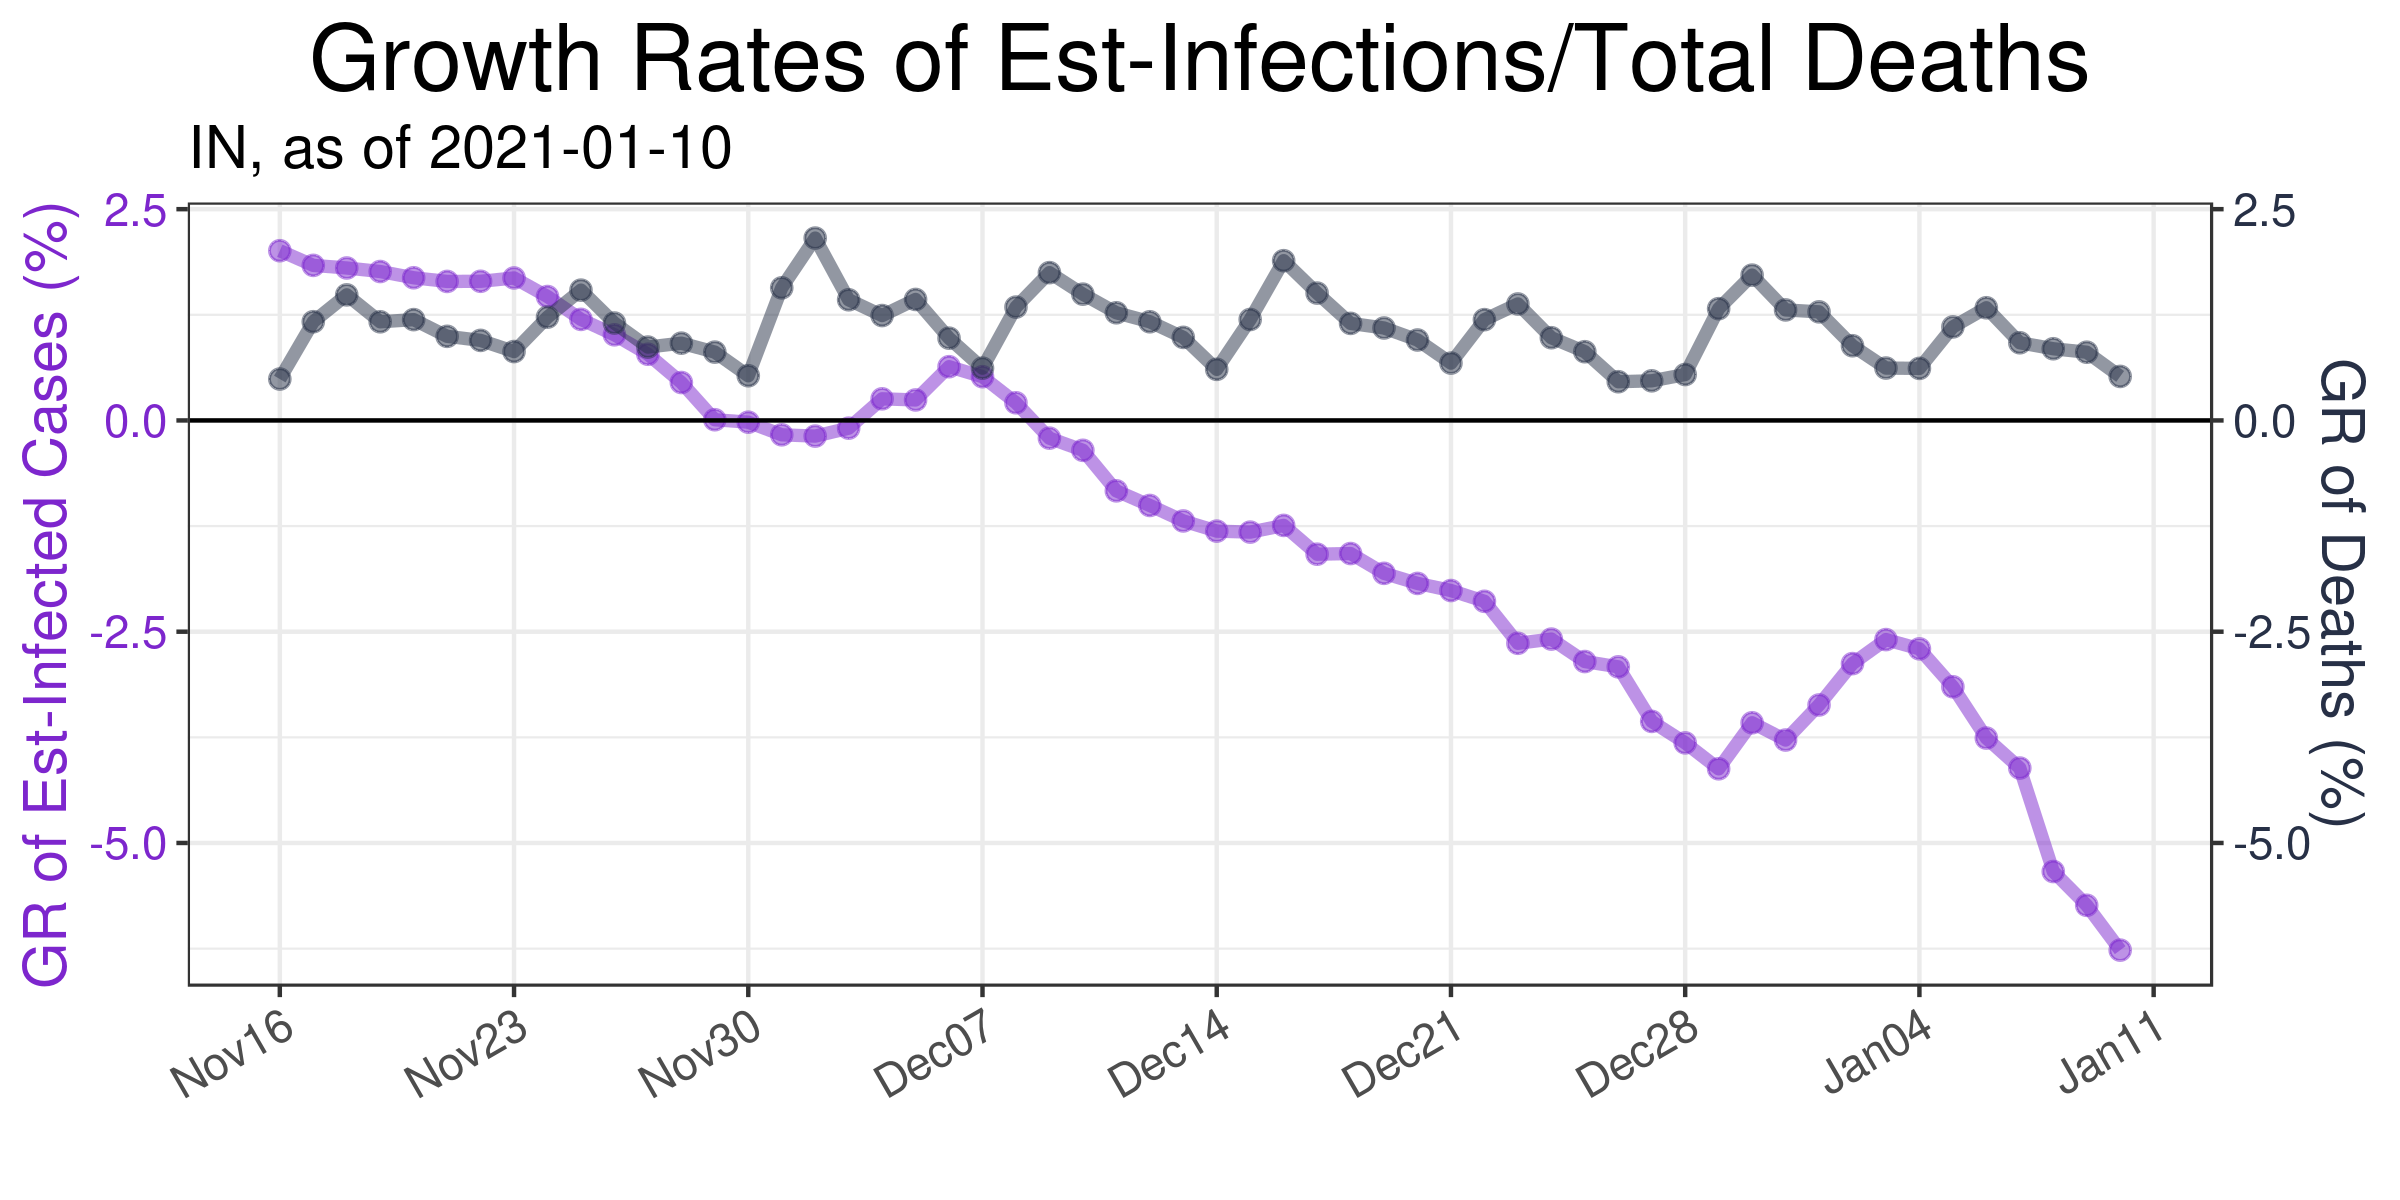 Growth Rates of Est-Infections/Total Deaths
IN, as of 2021-01-10
GR of Est-Infected Cases (%)
2.5
0.0
-2.5
-5.0
2.5
0.0
-2.5
-5.0
GR of Deaths (%)
Nov16
Nov23
Nov30
Dec07
Dec14
Dec21
Dec28
Jan04
Jan11